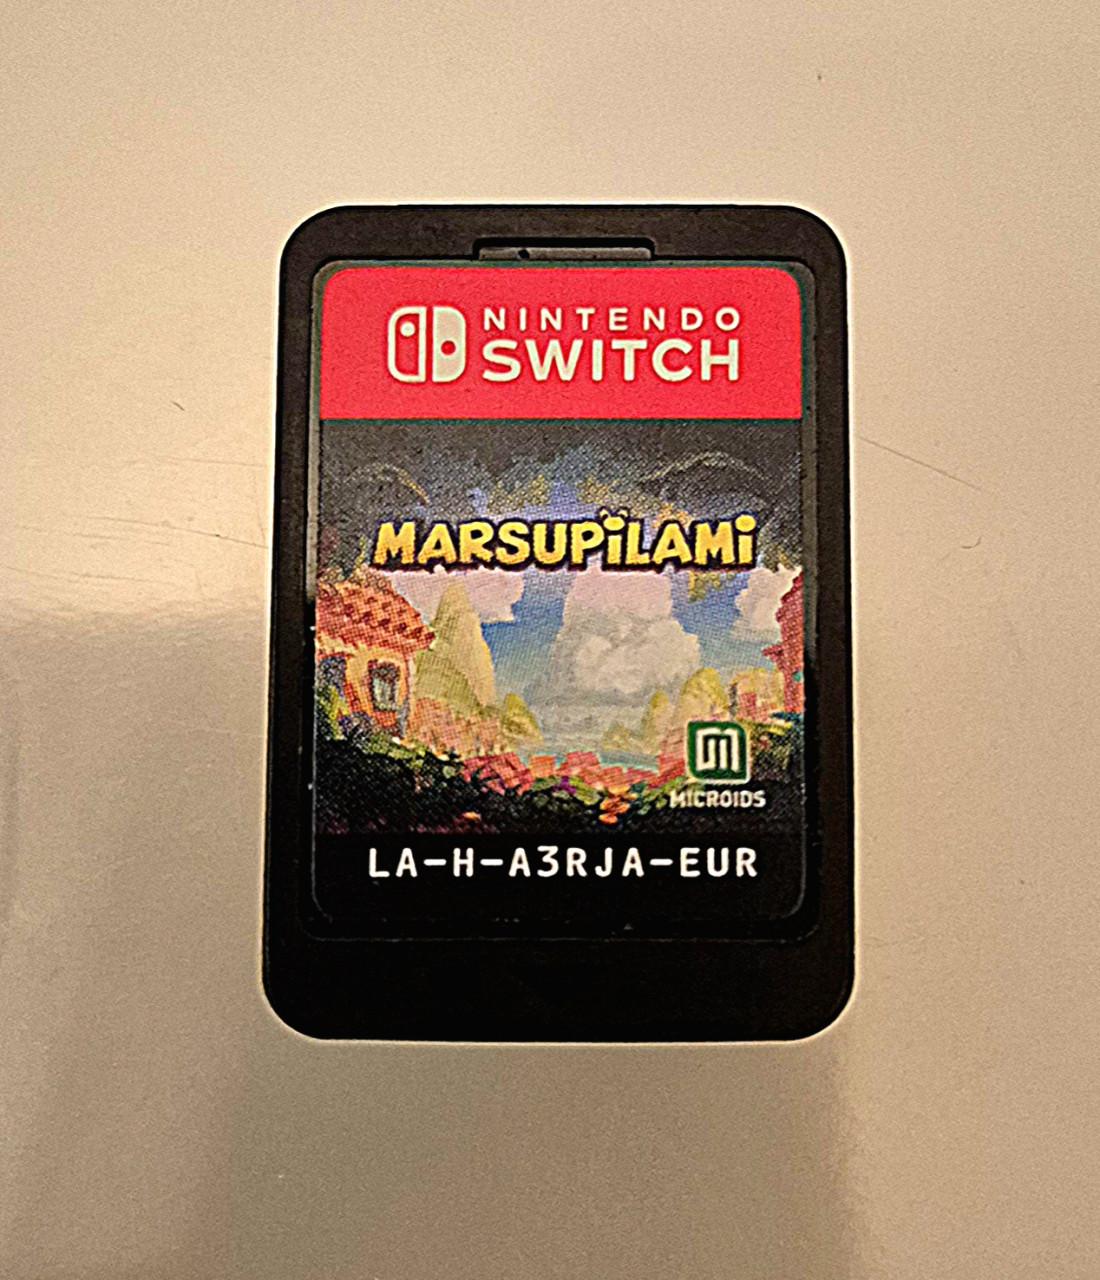 NINTENDO
SWITCH
MARSUPiLAMi
MICROIDS
LA-H-A3RJA-EUR